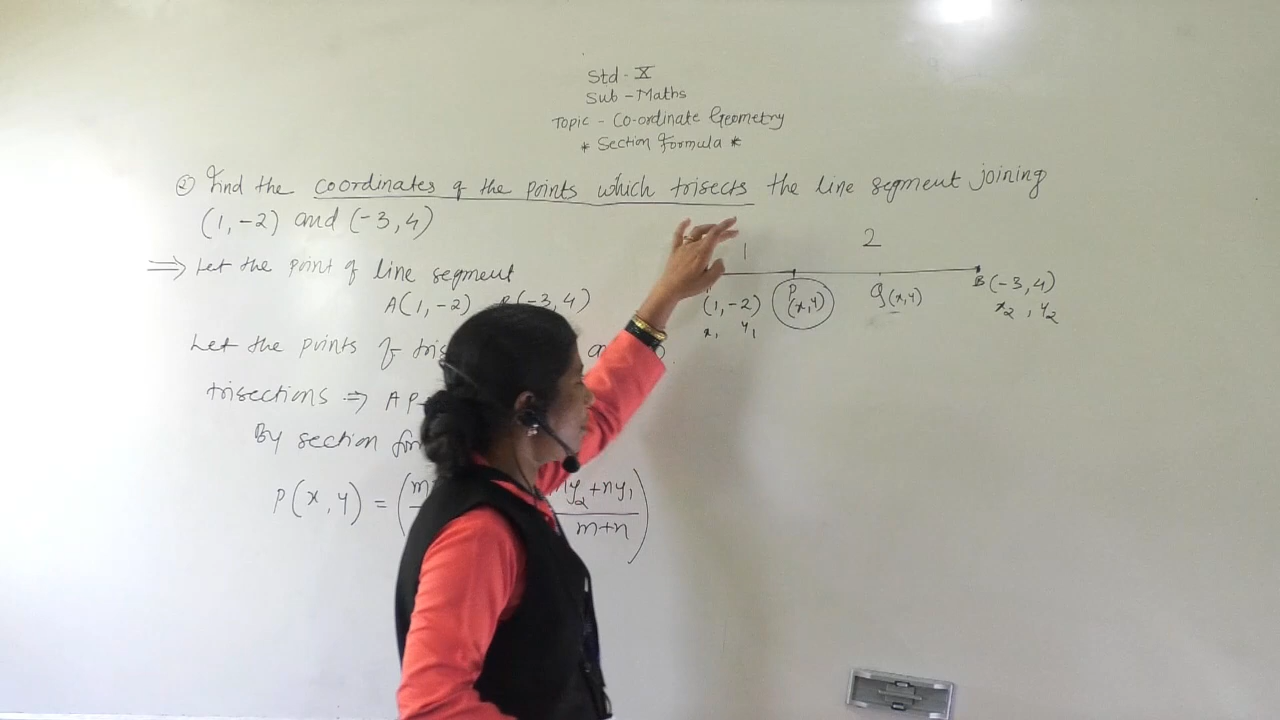 Std - X
Sub - Maths
Topic - Co-ordinate Geometry
* Section Formula *
② Find the coordinates of the points which trisects the line segment joining
(1, -2) and (-3, 4)
⟹ Let the point of line segment
A(1, -2) B(-3, 4)
Let the points of tris
trisections ⇒ AP
By section for
P(x, y) = (m my₂+ny₁ / m+n)
1 2
P Q B (-3, 4)
(1, -2) (x, y) (x, y)
x₁ y₁ x₂, y₂